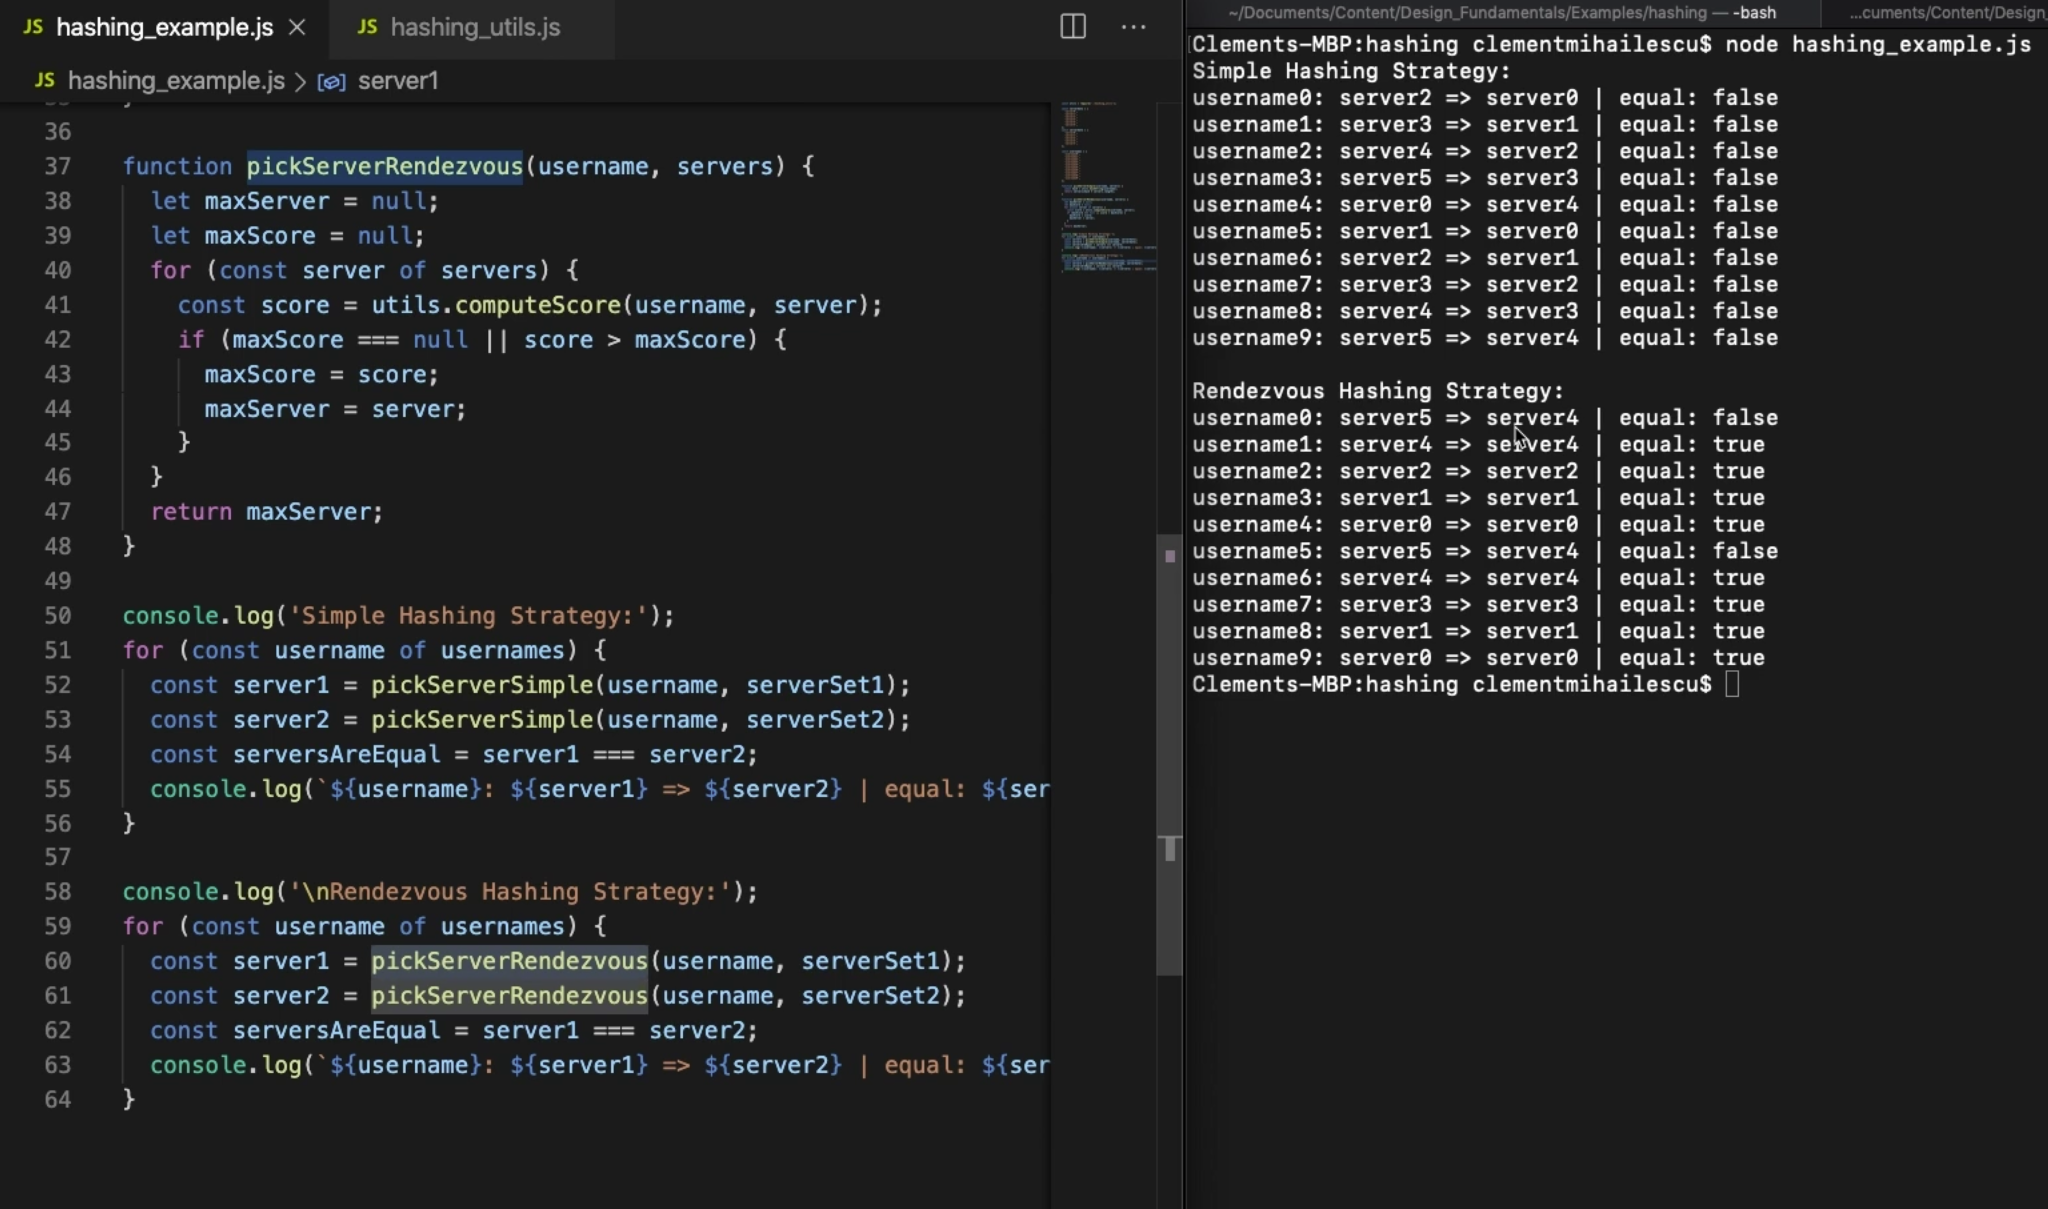 JS hashing_example.js × JS hashing_utils.js
JS hashing_example.js > server1
36
37 function pickServerRendezvous(username, servers) {
38 let maxServer = null;
39 let maxScore = null;
40 for (const server of servers) {
41 const score = utils.computeScore(username, server);
42 if (maxScore === null || score > maxScore) {
43 maxScore = score;
44 maxServer = server;
45 }
46 }
47 return maxServer;
48 }
49
50 console.log('Simple Hashing Strategy:');
51 for (const username of usernames) {
52 const server1 = pickServerSimple(username, serverSet1);
53 const server2 = pickServerSimple(username, serverSet2);
54 const serversAreEqual = server1 === server2;
55 console.log(`${username}: ${server1} => ${server2} | equal: ${ser
56 }
57
58 console.log('\nRendezvous Hashing Strategy:');
59 for (const username of usernames) {
60 const server1 = pickServerRendezvous(username, serverSet1);
61 const server2 = pickServerRendezvous(username, serverSet2);
62 const serversAreEqual = server1 === server2;
63 console.log(`${username}: ${server1} => ${server2} | equal: ${ser
64 }
~/Documents/Content/Design_Fundamentals/Examples/hashing — -bash ...cuments/Content/Design_
[Clements-MBP:hashing clementmihailescu$ node hashing_example.js
Simple Hashing Strategy:
username0: server2 => server0 | equal: false
username1: server3 => server1 | equal: false
username2: server4 => server2 | equal: false
username3: server5 => server3 | equal: false
username4: server0 => server4 | equal: false
username5: server1 => server0 | equal: false
username6: server2 => server1 | equal: false
username7: server3 => server2 | equal: false
username8: server4 => server3 | equal: false
username9: server5 => server4 | equal: false
Rendezvous Hashing Strategy:
username0: server5 => server4 | equal: false
username1: server4 => server4 | equal: true
username2: server2 => server2 | equal: true
username3: server1 => server1 | equal: true
username4: server0 => server0 | equal: true
username5: server5 => server4 | equal: false
username6: server4 => server4 | equal: true
username7: server3 => server3 | equal: true
username8: server1 => server1 | equal: true
username9: server0 => server0 | equal: true
Clements-MBP:hashing clementmihailescu$